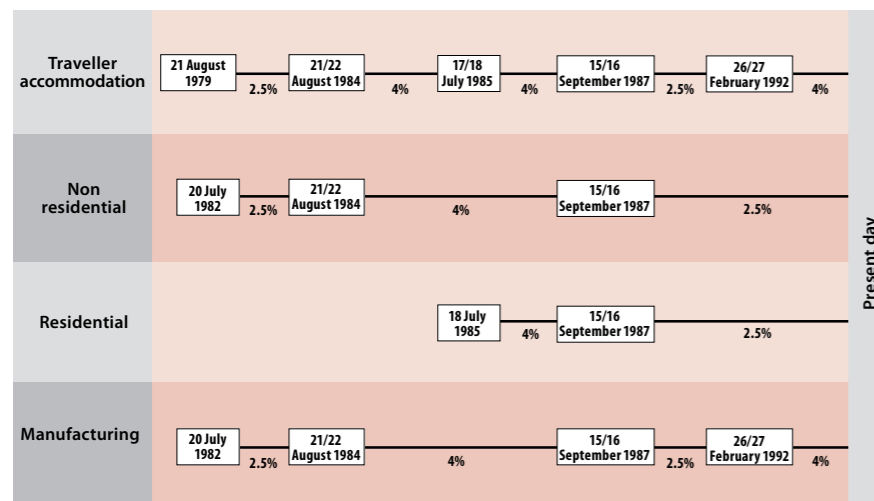 Traveller
accommodation
21 August
1979
2.5%
21/22
August 1984
4%
17/18
July 1985
4%
15/16
September 1987
2.5%
26/27
February 1992
4%
Non
residential
20 July
1982
2.5%
21/22
August 1984
4%
15/16
September 1987
2.5%
Residential
18 July
1985
4%
15/16
September 1987
2.5%
Manufacturing
20 July
1982
2.5%
21/22
August 1984
4%
15/16
September 1987
2.5%
26/27
February 1992
4%
Present day